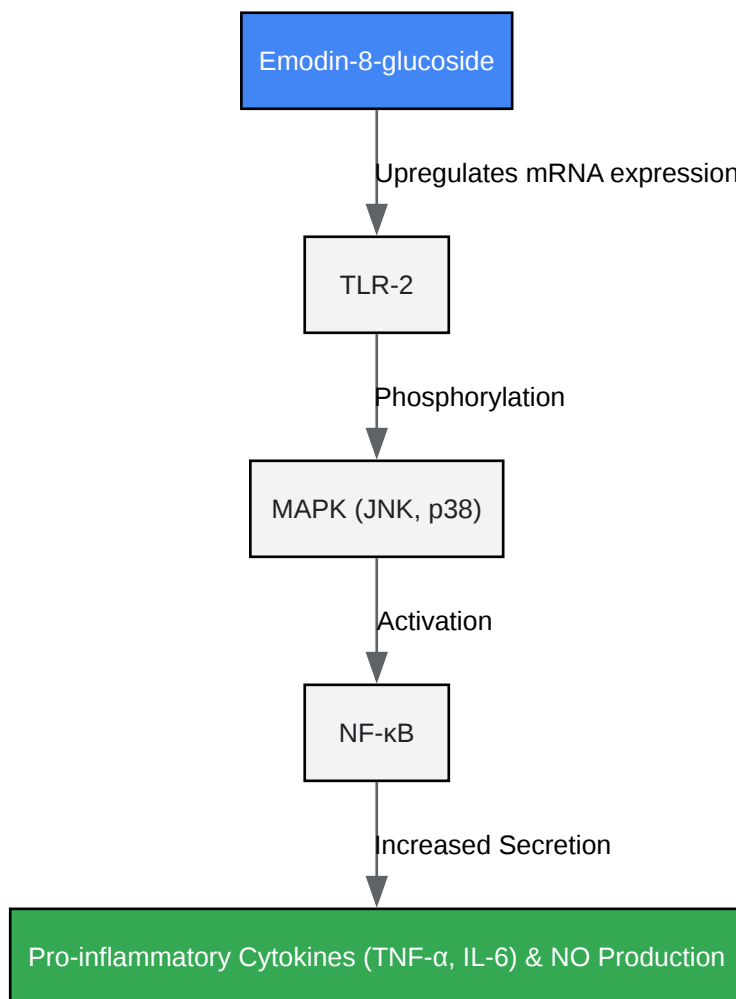 Emodin-8-glucoside
Upregulates mRNA expression
TLR-2
Phosphorylation
MAPK (JNK, p38)
Activation
NF-κB
Increased Secretion
Pro-inflammatory Cytokines (TNF-α, IL-6) & NO Production